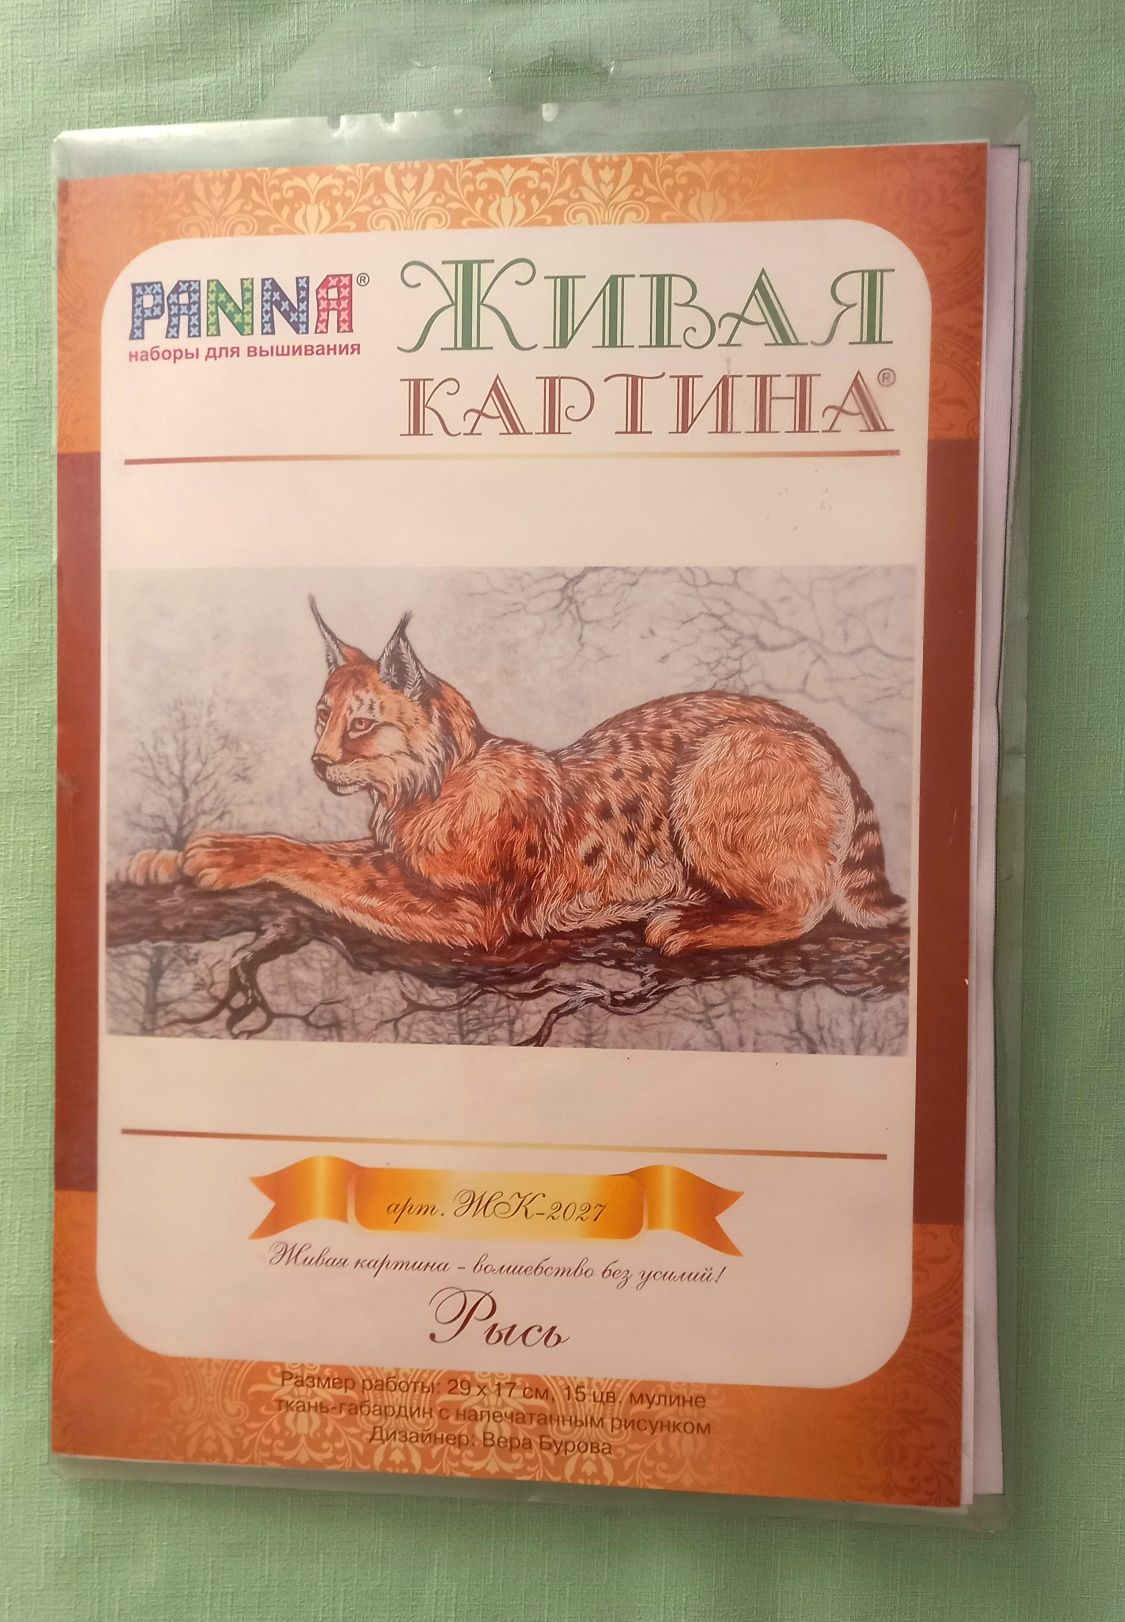 PANNA®
наборы для вышивания
ЖИВАЯ
КАРТИНА®
арт. ЖК-2027
Живая картина - волшебство без усилий!
Рысь
Размер работы: 29 x 17 см, 15 цв. мулине
ткань-габардин с напечатанным рисунком
Дизайнер: Вера Бурова